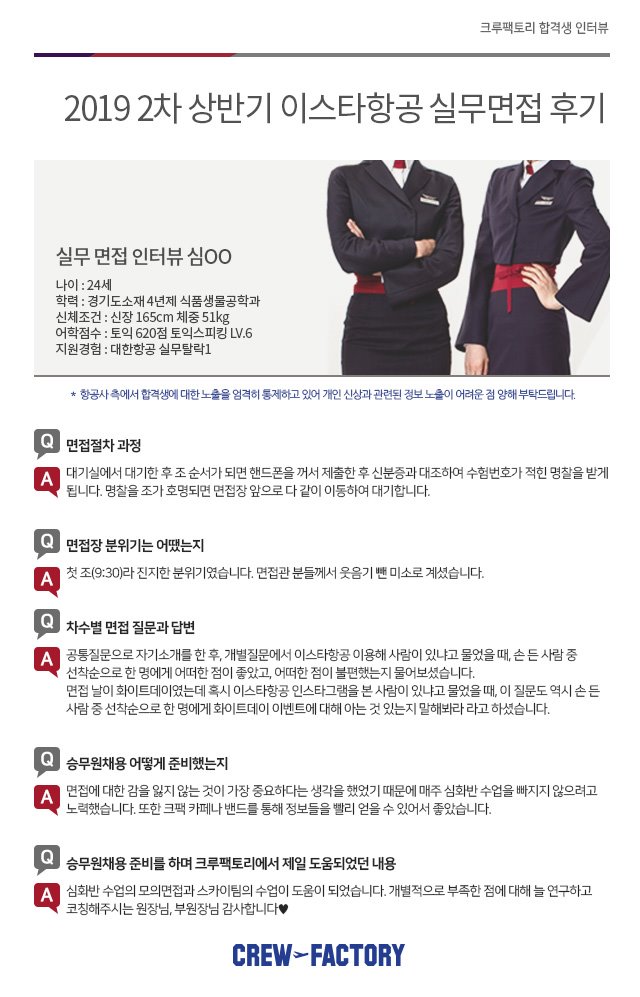 크루팩토리 합격생 인터뷰
2019 2차 상반기 이스타항공 실무면접 후기
실무 면접 인터뷰 심OO
나이 : 24세
학력 : 경기도소재 4년제 식품생물공학과
신체조건 : 신장 165cm 체중 51kg
어학점수 : 토익 620점 토익스피킹 LV.6
지원경험 : 대한항공 실무탈락1
* 항공사 측에서 합격생에 대한 노출을 엄격히 통제하고 있어 개인 신상과 관련된 정보 노출이 어려운 점 양해 부탁드립니다.
Q 면접절차 과정
A 대기실에서 대기한 후 조 순서가 되면 핸드폰을 꺼서 제출한 후 신분증과 대조하여 수험번호가 적힌 명찰을 받게
됩니다. 명찰을 조가 호명되면 면접장 앞으로 다 같이 이동하여 대기합니다.
Q 면접장 분위기는 어땠는지
A 첫 조(9:30)라 진지한 분위기였습니다. 면접관 분들께서 웃음기 뺀 미소로 계셨습니다.
Q 차수별 면접 질문과 답변
A 공통질문으로 자기소개를 한 후, 개별질문에서 이스타항공 이용해 사람이 있냐고 물었을 때, 손 든 사람 중
선착순으로 한 명에게 어떠한 점이 좋았고, 어떠한 점이 불편했는지 물어보셨습니다.
면접 날이 화이트데이였는데 혹시 이스타항공 인스타그램을 본 사람이 있냐고 물었을 때, 이 질문도 역시 손 든
사람 중 선착순으로 한 명에게 화이트데이 이벤트에 대해 아는 것 있는지 말해봐라 라고 하셨습니다.
Q 승무원채용 어떻게 준비했는지
A 면접에 대한 감을 잃지 않는 것이 가장 중요하다는 생각을 했었기 때문에 매주 심화반 수업을 빠지지 않으려고
노력했습니다. 또한 크팩 카페나 밴드를 통해 정보들을 빨리 얻을 수 있어서 좋았습니다.
Q 승무원채용 준비를 하며 크루팩토리에서 제일 도움되었던 내용
A 심화반 수업의 모의면접과 스카이팀의 수업이 도움이 되었습니다. 개별적으로 부족한 점에 대해 늘 연구하고
코칭해주시는 원장님, 부원장님 감사합니다♥
CREW FACTORY